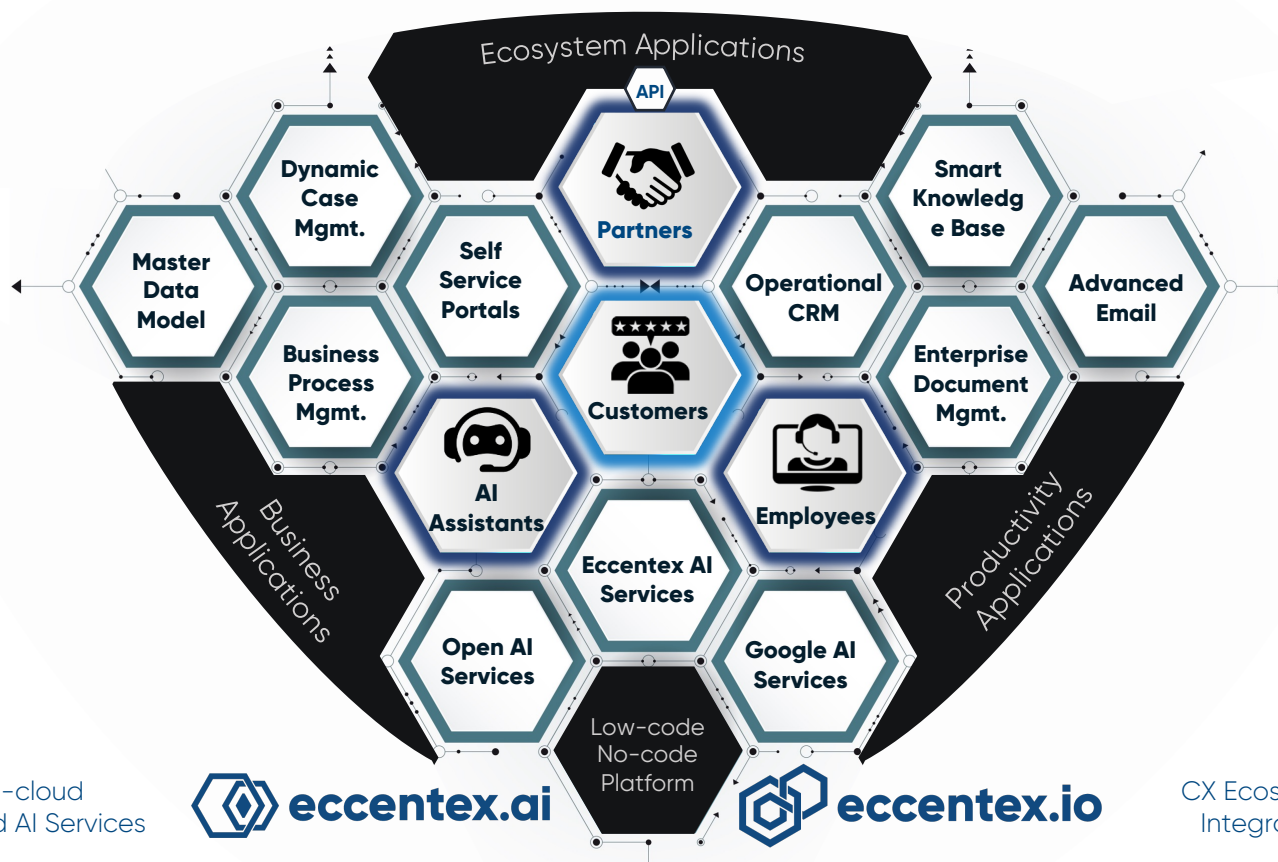 Ecosystem Applications
API
Partners
Dynamic
Case
Mgmt.
Smart
Knowledg
e Base
Master
Data
Model
Self
Service
Portals
Operational
CRM
Advanced
Email
Business
Process
Mgmt.
Customers
Enterprise
Document
Mgmt.
AI
Assistants
Employees
Business
Applications
Productivity
Applications
Eccentex AI
Services
Open AI
Services
Google AI
Services
Low-code
No-code
Platform
-cloud
d AI Services
eccentex.ai
eccentex.io
CX Ecos
Integra